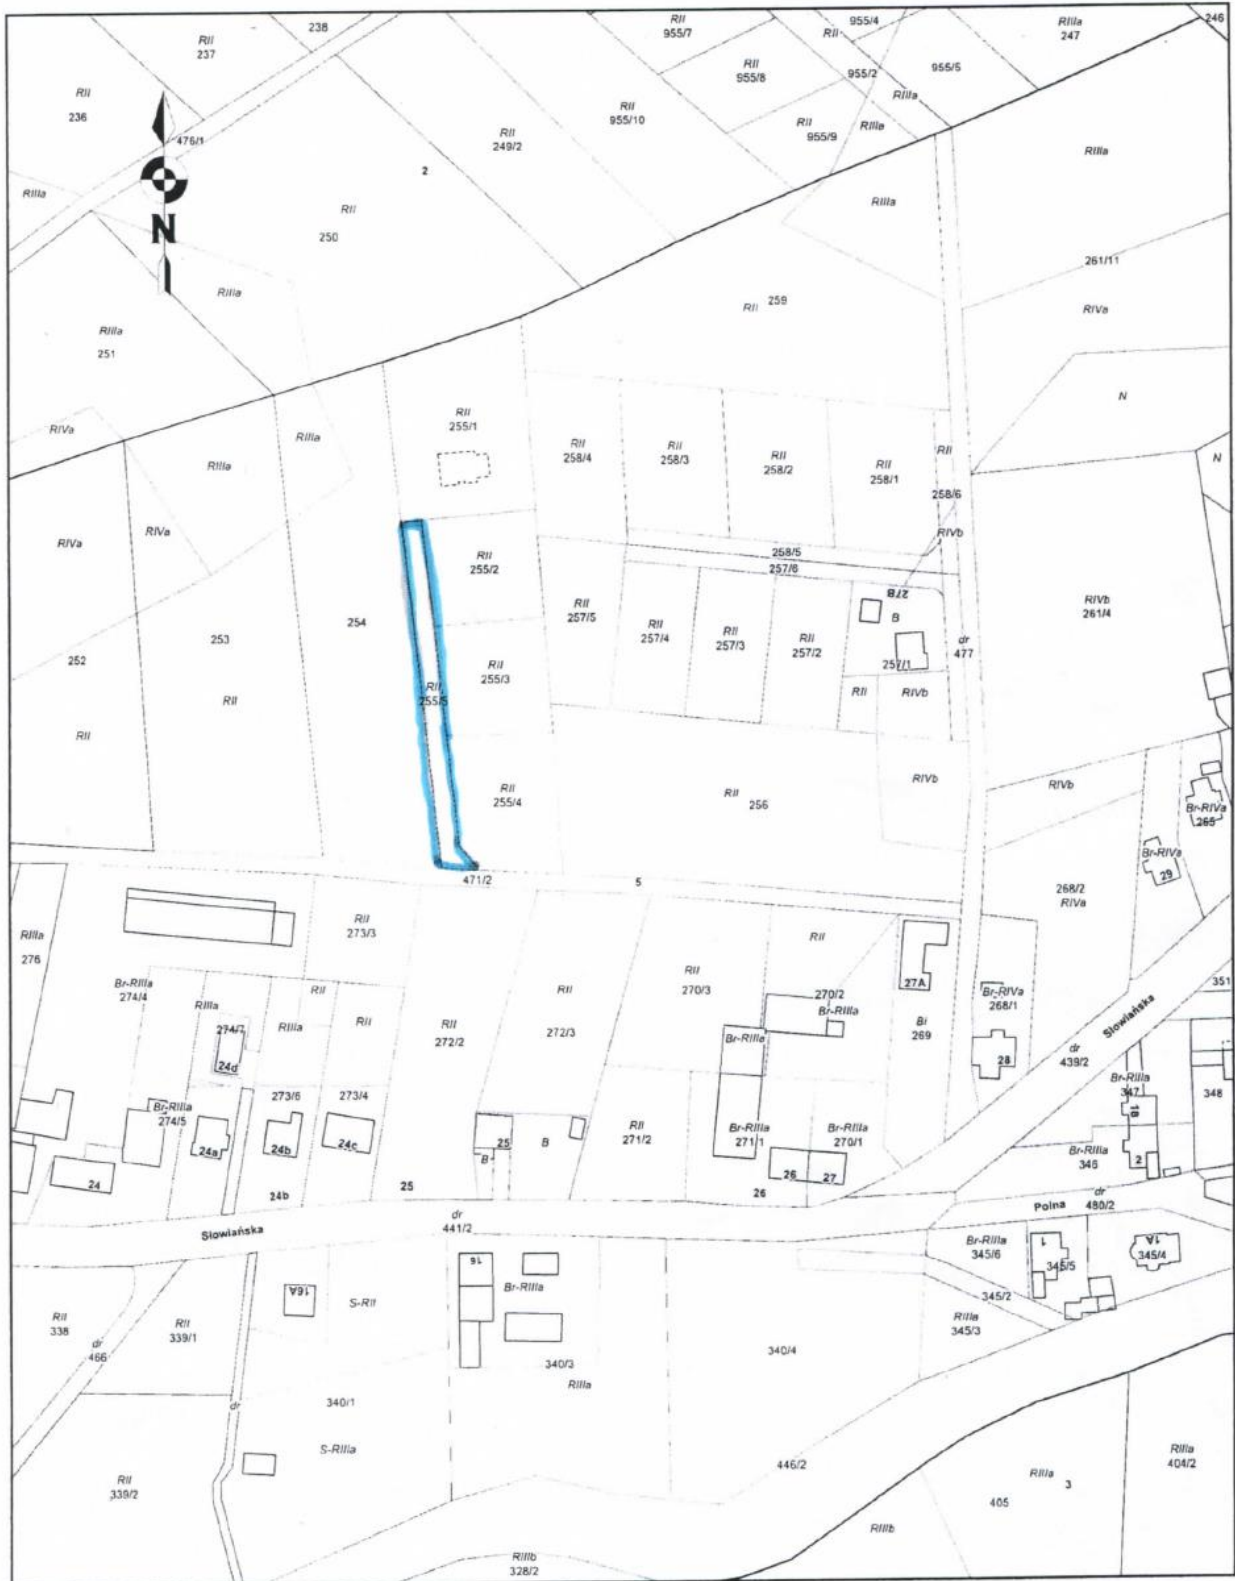 238
RII
955/7
955/4
RII
RIIIa
247
246
RII
237
RII
955/8
955/2
955/5
RII
236
RIIIa
RII
955/10
RII
955/9
RIIIa
476/1
RII
249/2
RIIIa
2
RIIIa
RIIIa
RII
250
N
261/11
RIIIa
RII
259
RIVa
RIIIa
251
N
RIVa
RIIIa
RIIIa
RII
255/1
RII
258/4
RII
258/3
RII
258/2
RII
258/1
RII
258/6
N
RIVa
RIVa
RIVb
RII
255/2
258/5
257/6
27B
B
RII
257/5
RII
257/4
RII
257/3
RII
257/2
257/1
dr
477
RIVb
261/4
252
253
254
RII
255/3
RII
255/5
RII
RIVb
RII
RII
RII
255/4
RII
256
RIVb
RIVb
Br-RIVa
265
Br-RIVa
29
471/2
5
268/2
RIVa
RIIIa
276
RII
273/3
RII
Br-RIIIa
274/4
RIIIa
RII
RIIIa
RII
RII
272/2
RII
272/3
RII
270/3
270/2
Br-RIIIa
27A
Br-RIVa
268/1
351
Słowiańska
274/7
24d
Br-RIIIa
Bi
269
28
dr
439/2
Br-RIIIa
347
348
18
Br-RIIIa
274/5
273/6
273/4
24a
24b
24c
24
25
B
B
RII
271/2
Br-RIIIa
271/1
Br-RIIIa
270/1
Br-RIIIa
346
2
26
27
24b
25
26
Słowiańska
dr
441/2
Polna
dr
480/2
16
Br-RIIIa
Br-RIIIa
345/6
1
345/5
1A
345/4
16A
S-RII
345/2
RII
338
RII
339/1
RIIIa
345/3
dr
466
340/3
340/4
RIIIa
dr
340/1
S-RIIIa
446/2
RII
339/2
RIIIa
3
405
RIIIa
404/2
RIIIb
RIIIb
328/2